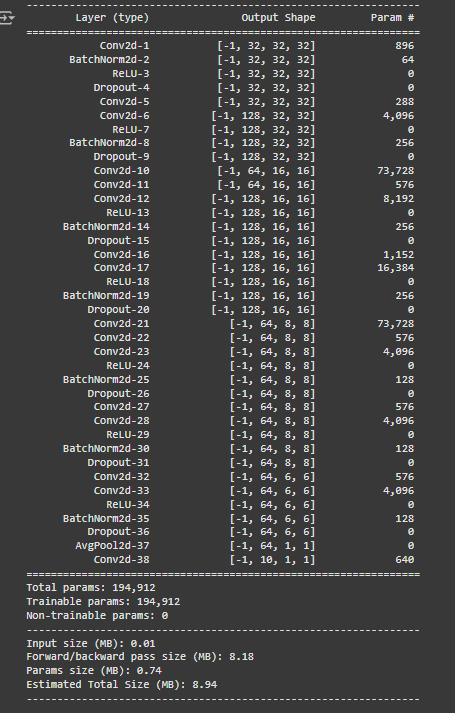 ----------------------------------------------------------------
        Layer (type)               Output Shape         Param #
================================================================
            Conv2d-1           [-1, 32, 32, 32]             896
       BatchNorm2d-2           [-1, 32, 32, 32]              64
              ReLU-3           [-1, 32, 32, 32]               0
           Dropout-4           [-1, 32, 32, 32]               0
            Conv2d-5           [-1, 32, 32, 32]             288
            Conv2d-6          [-1, 128, 32, 32]           4,096
              ReLU-7          [-1, 128, 32, 32]               0
       BatchNorm2d-8          [-1, 128, 32, 32]             256
           Dropout-9          [-1, 128, 32, 32]               0
           Conv2d-10           [-1, 64, 16, 16]          73,728
           Conv2d-11           [-1, 64, 16, 16]             576
           Conv2d-12          [-1, 128, 16, 16]           8,192
             ReLU-13          [-1, 128, 16, 16]               0
      BatchNorm2d-14          [-1, 128, 16, 16]             256
          Dropout-15          [-1, 128, 16, 16]               0
           Conv2d-16          [-1, 128, 16, 16]           1,152
           Conv2d-17          [-1, 128, 16, 16]          16,384
             ReLU-18          [-1, 128, 16, 16]               0
      BatchNorm2d-19          [-1, 128, 16, 16]             256
          Dropout-20          [-1, 128, 16, 16]               0
           Conv2d-21             [-1, 64, 8, 8]          73,728
           Conv2d-22             [-1, 64, 8, 8]             576
           Conv2d-23             [-1, 64, 8, 8]           4,096
             ReLU-24             [-1, 64, 8, 8]               0
      BatchNorm2d-25             [-1, 64, 8, 8]             128
          Dropout-26             [-1, 64, 8, 8]               0
           Conv2d-27             [-1, 64, 8, 8]             576
           Conv2d-28             [-1, 64, 8, 8]           4,096
             ReLU-29             [-1, 64, 8, 8]               0
      BatchNorm2d-30             [-1, 64, 8, 8]             128
          Dropout-31             [-1, 64, 8, 8]               0
           Conv2d-32             [-1, 64, 6, 6]             576
           Conv2d-33             [-1, 64, 6, 6]           4,096
             ReLU-34             [-1, 64, 6, 6]               0
      BatchNorm2d-35             [-1, 64, 6, 6]             128
          Dropout-36             [-1, 64, 6, 6]               0
        AvgPool2d-37             [-1, 64, 1, 1]               0
           Conv2d-38             [-1, 10, 1, 1]             640
================================================================
Total params: 194,912
Trainable params: 194,912
Non-trainable params: 0
----------------------------------------------------------------
Input size (MB): 0.01
Forward/backward pass size (MB): 8.18
Params size (MB): 0.74
Estimated Total Size (MB): 8.94
----------------------------------------------------------------